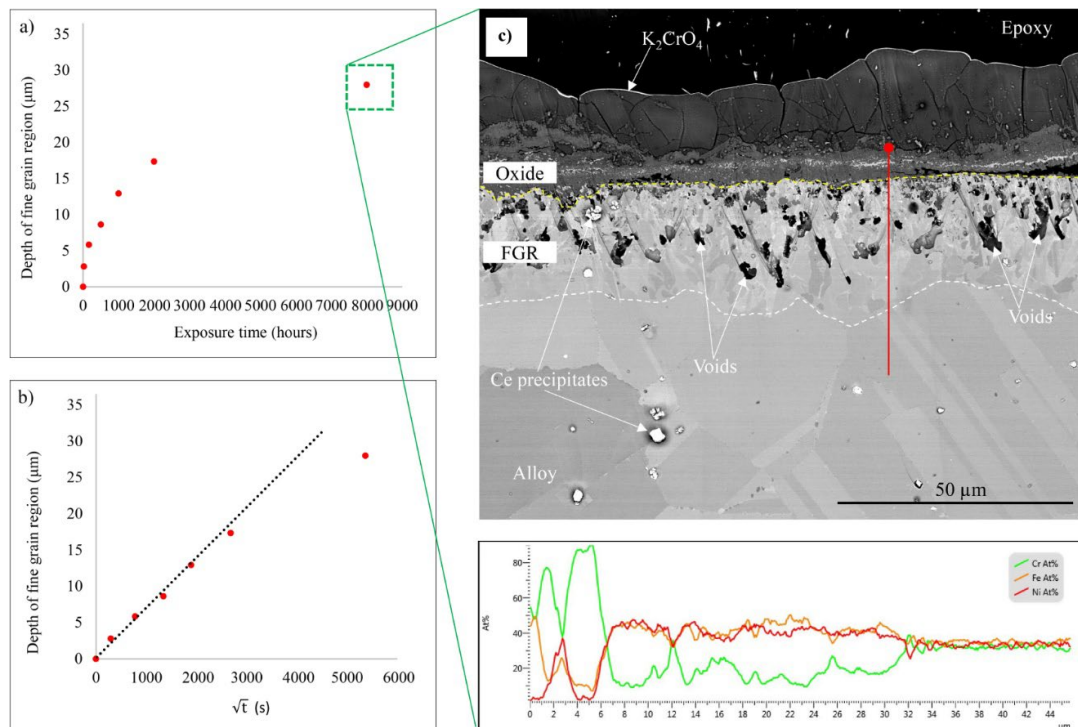 a)
35
30
25
20
15
10
5
0
0 1000 2000 3000 4000 5000 6000 7000 8000 9000
Depth of fine grain region (µm)
Exposure time (hours)
b)
35
30
25
20
15
10
5
0
0 1000 2000 3000 4000 5000 6000
Depth of fine grain region (µm)
√t (s)
c)
K₂CrO₄
Epoxy
Oxide
FGR
Voids
Voids
Ce precipitates
Alloy
50 µm
Cr At%
Fe At%
Ni At%
At%
80
60
40
20
0 2 4 6 8 10 12 14 16 18 20 22 24 26 28 30 32 34 36 38 40 42 44
µm